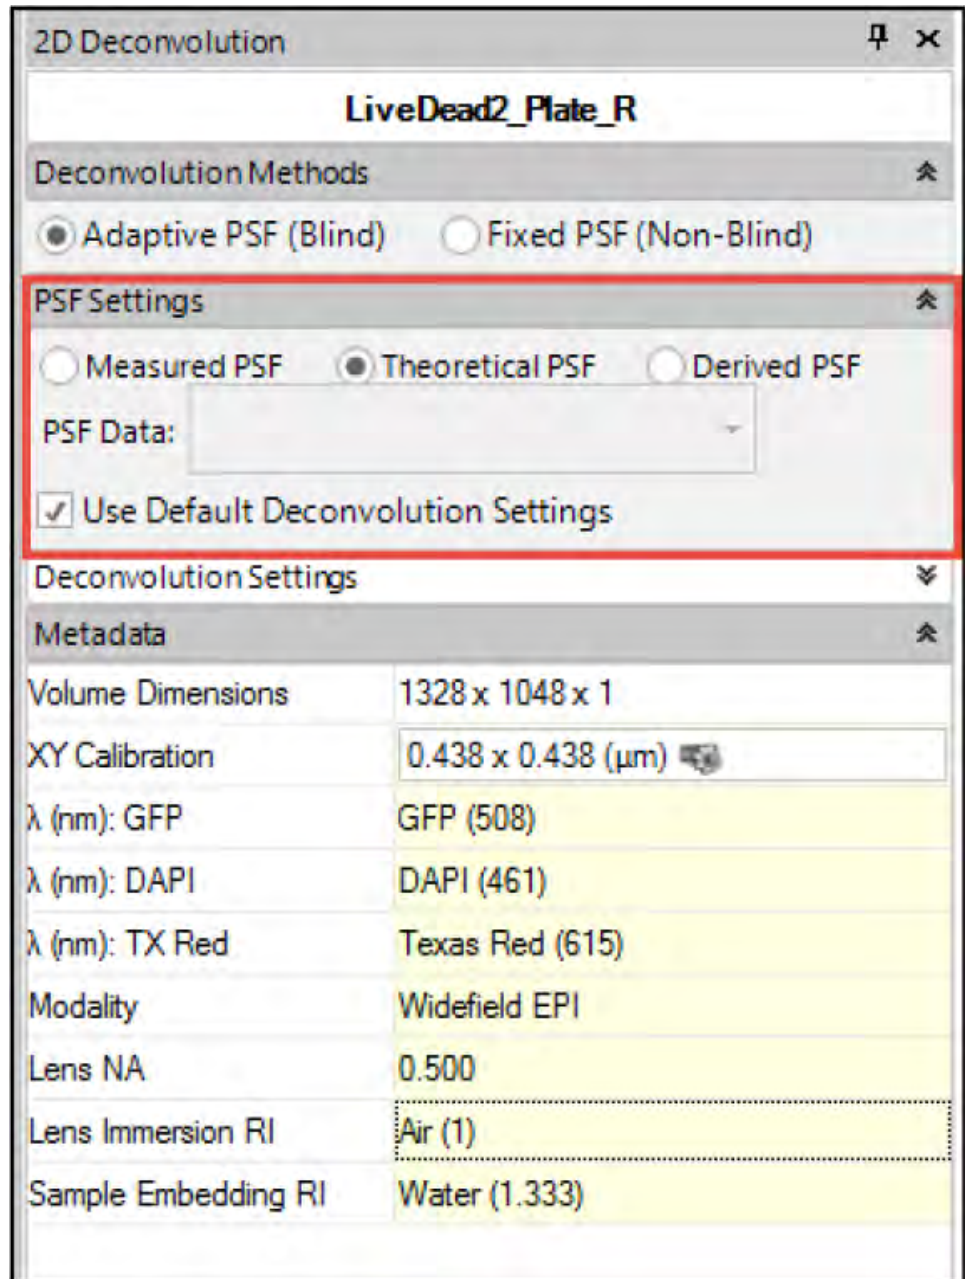 2D Deconvolution
LiveDead2_Plate_R
Deconvolution Methods
Adaptive PSF (Blind) Fixed PSF (Non-Blind)
PSF Settings
Measured PSF Theoretical PSF Derived PSF
PSF Data:
Use Default Deconvolution Settings
Deconvolution Settings
Metadata
Volume Dimensions 1328 x 1048 x 1
XY Calibration 0.438 x 0.438 (µm)
λ (nm): GFP GFP (508)
λ (nm): DAPI DAPI (461)
λ (nm): TX Red Texas Red (615)
Modality Widefield EPI
Lens NA 0.500
Lens Immersion RI Air (1)
Sample Embedding RI Water (1.333)